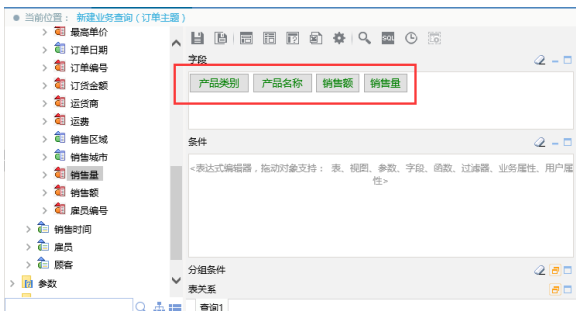 当前位置： 新建业务查询 ( 订单主题 )
最高单价
订单日期
订单编号
订货金额
运货商
运费
销售区域
销售城市
销售量
销售额
雇员编号
销售时间
雇员
顾客
参数
SQL
字段
产品类别 产品名称 销售额 销售量
条件
<表达式编辑器，拖动对象支持： 表、视图、参数、字段、函数、过滤器、业务属性、用户属
性>
分组条件
表关系
查询1